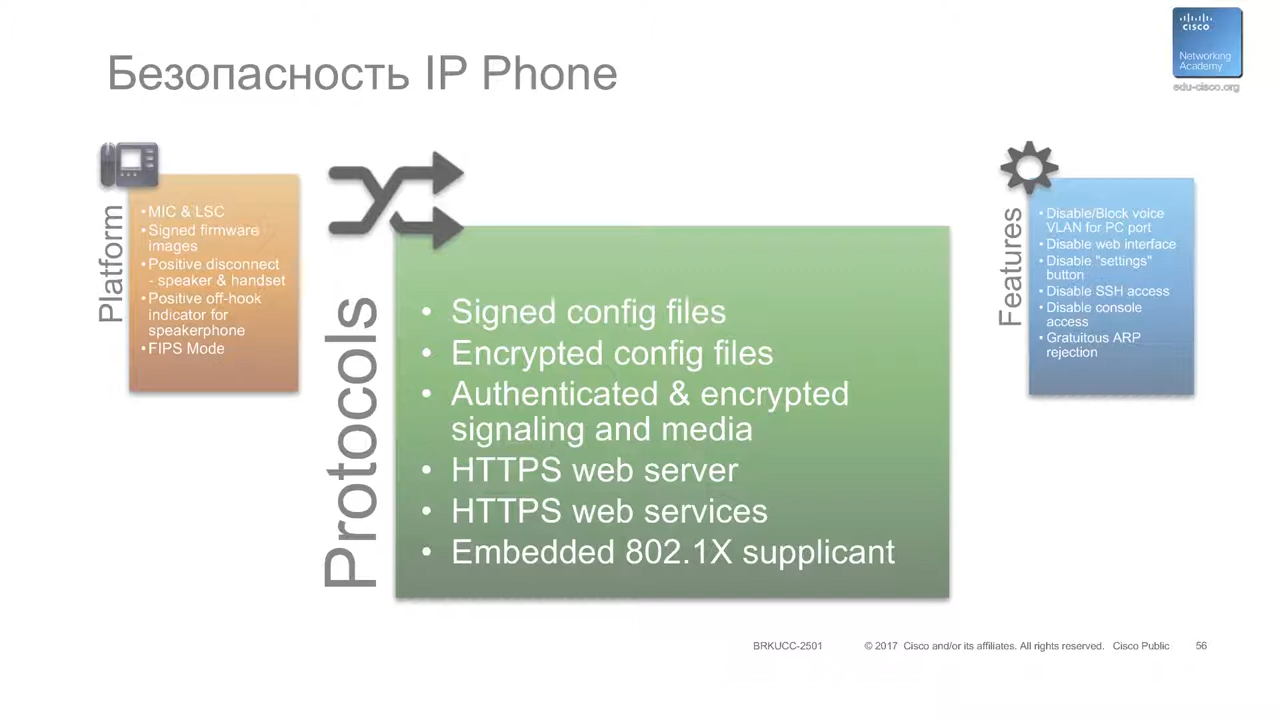 Безопасность IP Phone
CISCO
Networking
Academy
edu-cisco.org
Platform
•MIC & LSC
•Signed firmware
images
•Positive disconnect
- speaker & handset
•Positive off-hook
indicator for
speakerphone
•FIPS Mode
Protocols
• Signed config files
• Encrypted config files
• Authenticated & encrypted
signaling and media
• HTTPS web server
• HTTPS web services
• Embedded 802.1X supplicant
Features
•Disable/Block voice
VLAN for PC port
•Disable web interface
•Disable "settings"
button
•Disable SSH access
•Disable console
access
•Gratuitous ARP
rejection
BRKUCC-2501 © 2017 Cisco and/or its affiliates. All rights reserved. Cisco Public 56